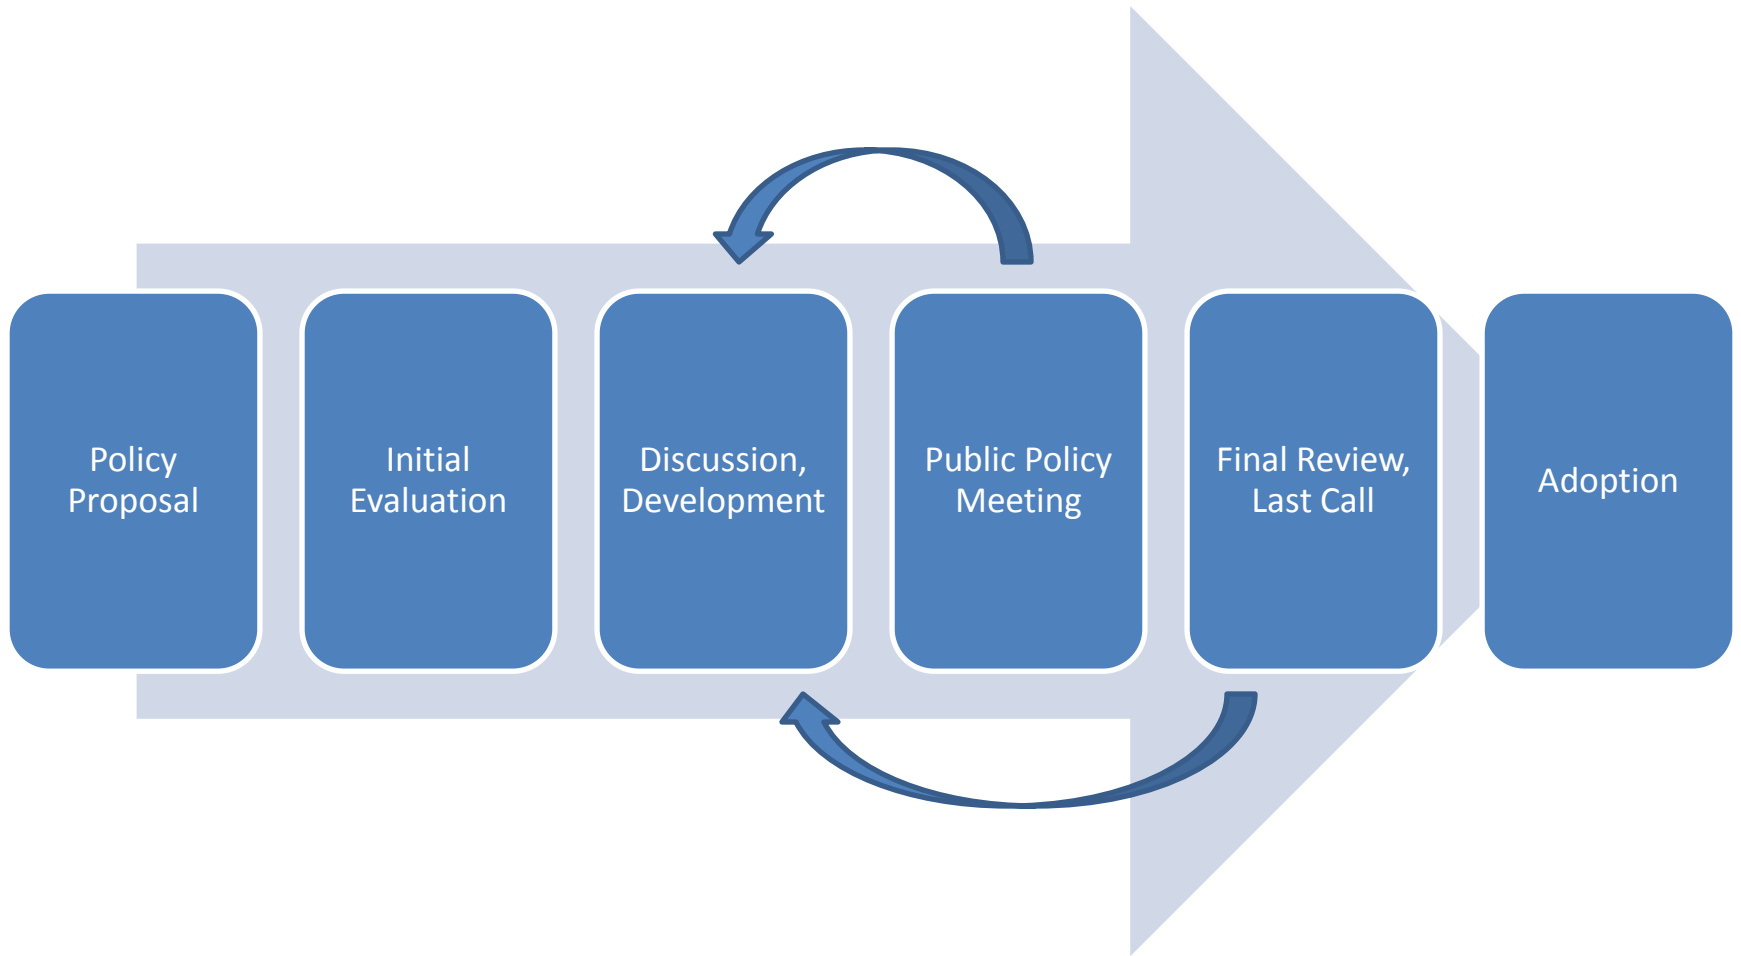 Policy
Proposal
Initial
Evaluation
Discussion,
Development
Public Policy
Meeting
Final Review,
Last Call
Adoption